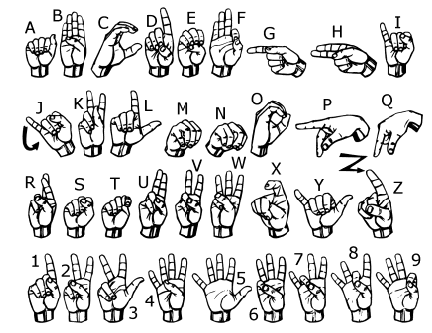 A B C D E F G H I
J K L M N O P Q
R S T U V W X Y Z
1 2 3 4 5 6 7 8 9